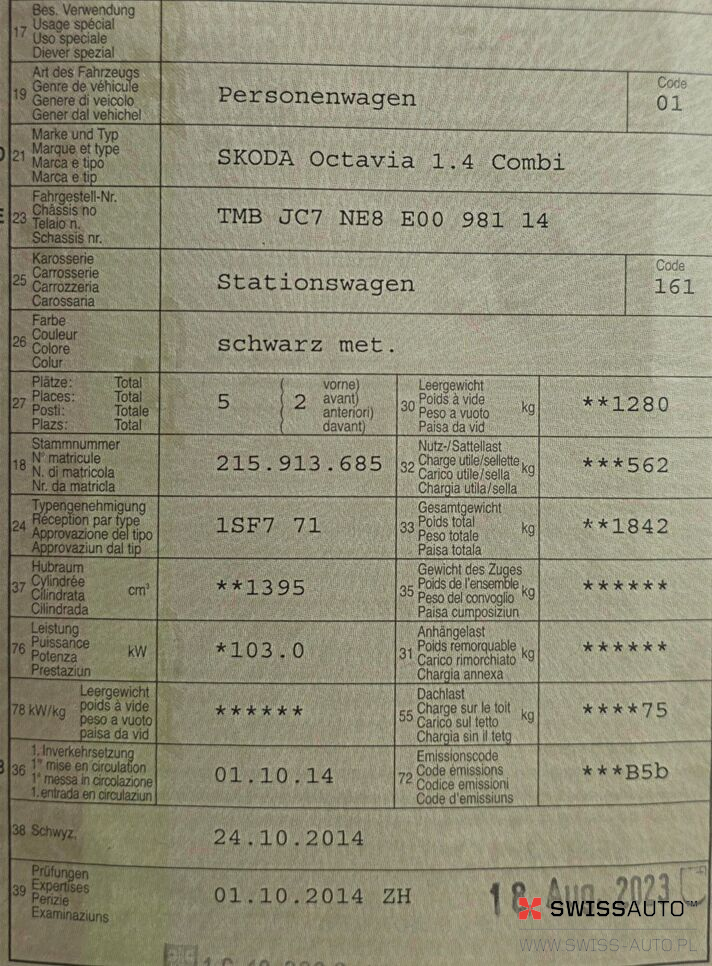 17 Bes. Verwendung
Usage spécial
Uso speciale
Diever spezial
19 Art des Fahrzeugs
Genre de véhicule
Genere di veicolo
Gener dal vehichel
Personenwagen
Code
01
21 Marke und Typ
Marque et type
Marca e tipo
Marca e tip
SKODA Octavia 1.4 Combi
23 Fahrgestell-Nr.
Châssis no
Telaio n.
Schassis nr.
TMB JC7 NE8 E00 981 14
25 Karosserie
Carrosserie
Carrozzeria
Carossaria
Stationswagen
Code
161
26 Farbe
Couleur
Colore
Colur
schwarz met.
27 Plätze: Total
Places: Total
Posti: Totale
Plazs: Total
5 ( 2 vorne)
( avant)
( anteriori)
( davant)
30 Leergewicht
Poids à vide
Peso a vuoto
Paisa da vid
kg
**1280
18 Stammnummer
N° matricule
N. di matricola
Nr. da matricla
215.913.685
32 Nutz-/Sattellast
Charge utile/sellette
Carico utile/sella
Chargia utila/sella
kg
***562
24 Typengenehmigung
Réception par type
Approvazione del tipo
Approvaziun dal tip
1SF7 71
33 Gesamtgewicht
Poids total
Peso totale
Paisa totala
kg
**1842
37 Hubraum
Cylindrée
Cilindrata
Cilindrada
cm³
**1395
35 Gewicht des Zuges
Poids de l'ensemble
Peso del convoglio
Paisa cumposiziun
kg
******
76 Leistung
Puissance
Potenza
Prestaziun
kW
*103.0
31 Anhängelast
Poids remorquable
Carico rimorchiato
Chargia annexa
kg
******
78 kW/kg Leergewicht
poids à vide
peso a vuoto
paisa da vid
******
55 Dachlast
Charge sur le toit
Carico sul tetto
Chargia sin il tetg
kg
****75
36 1. Inverkehrsetzung
1re mise en circulation
1a messa in circolazione
1. entrada en circulaziun
01.10.14
72 Emissionscode
Code émissions
Codice emissioni
Code d'emissiuns
***B5b
38 Schwyz,
24.10.2014
39 Prüfungen
Expertises
Perizie
Examinaziuns
01.10.2014 ZH
18 Aug. 2023
SWISSAUTO™
WWW.SWISS-AUTO.PL